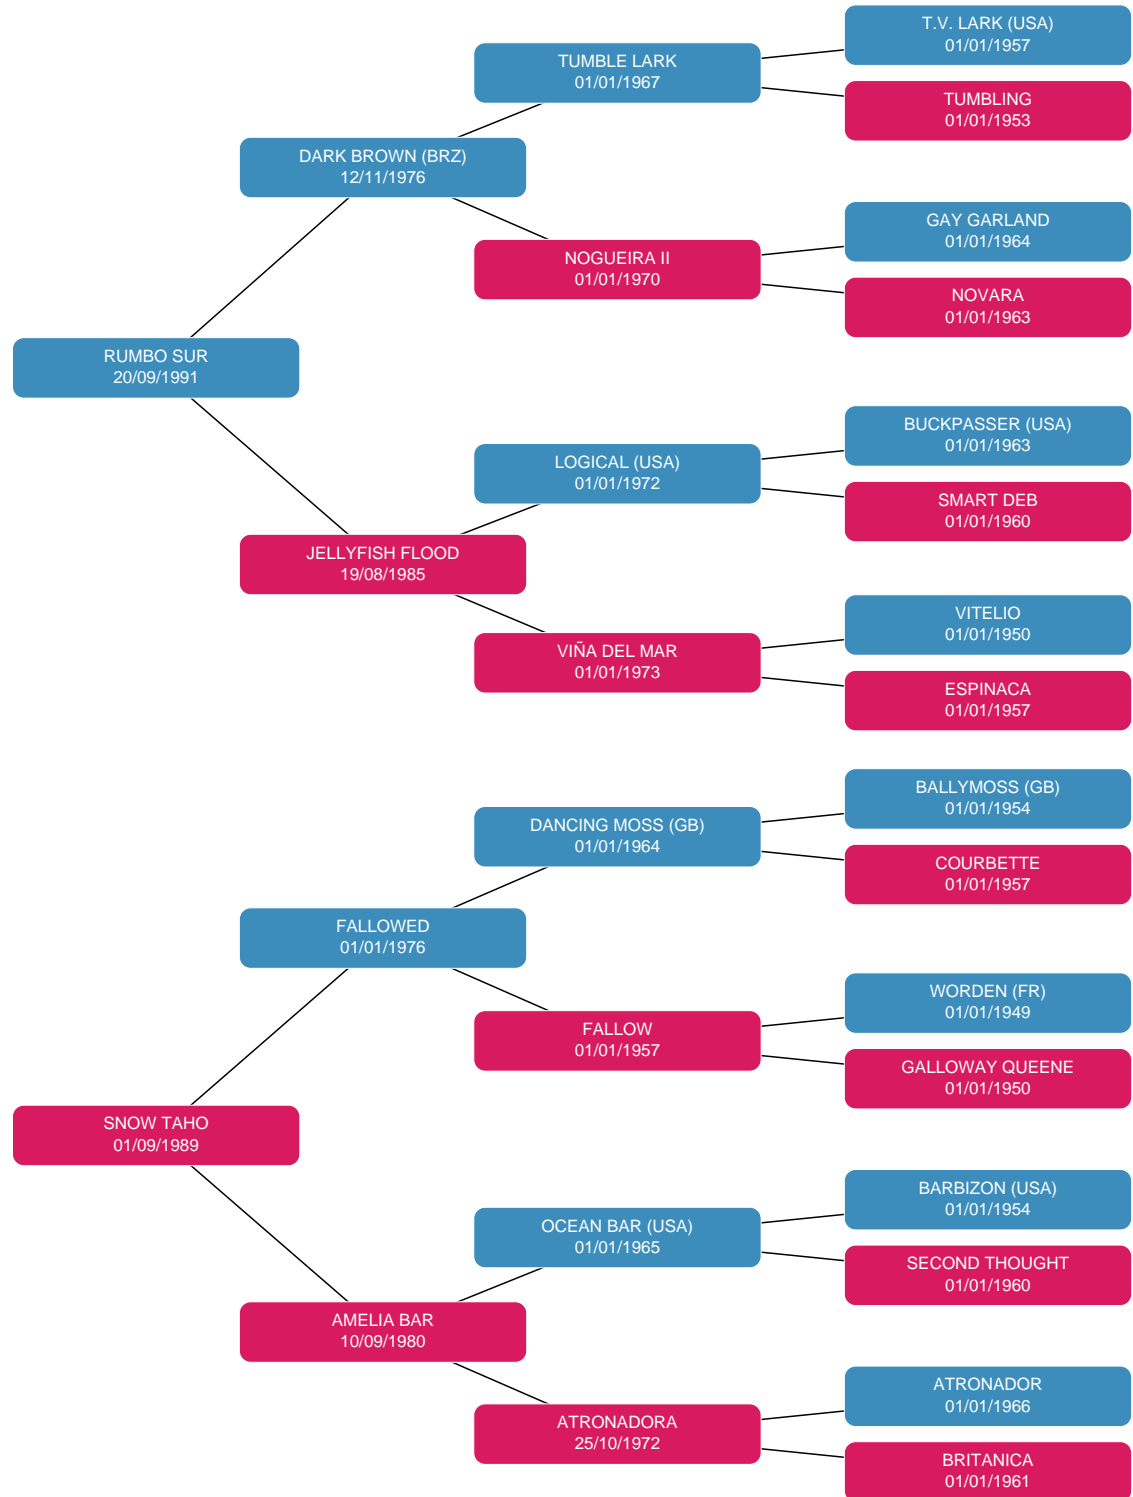 T.V. LARK (USA)
01/01/1957
TUMBLE LARK
01/01/1967
TUMBLING
01/01/1953
DARK BROWN (BRZ)
12/11/1976
GAY GARLAND
01/01/1964
NOGUEIRA II
01/01/1970
NOVARA
01/01/1963
RUMBO SUR
20/09/1991
BUCKPASSER (USA)
01/01/1963
LOGICAL (USA)
01/01/1972
SMART DEB
01/01/1960
JELLYFISH FLOOD
19/08/1985
VITELIO
01/01/1950
VIÑA DEL MAR
01/01/1973
ESPINACA
01/01/1957
BALLYMOSS (GB)
01/01/1954
DANCING MOSS (GB)
01/01/1964
COURBETTE
01/01/1957
FALLOWED
01/01/1976
WORDEN (FR)
01/01/1949
FALLOW
01/01/1957
GALLOWAY QUEENE
01/01/1950
SNOW TAHO
01/09/1989
BARBIZON (USA)
01/01/1954
OCEAN BAR (USA)
01/01/1965
SECOND THOUGHT
01/01/1960
AMELIA BAR
10/09/1980
ATRONADOR
01/01/1966
ATRONADORA
25/10/1972
BRITANICA
01/01/1961